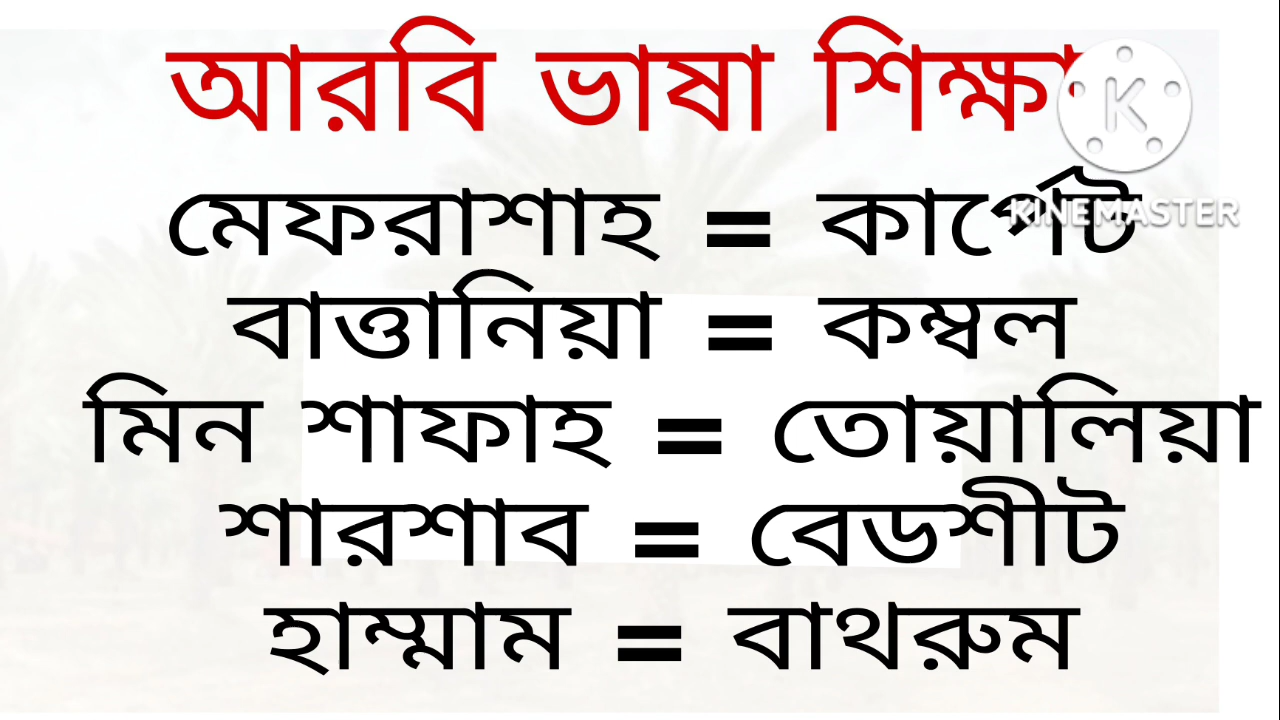 আরবি ভাষা শিক্ষা
মেফরাশাহ = কার্পেট
বাত্তানিয়া = কম্বল
মিন শাফাহ = তোয়ালিয়া
শারশাব = বেডশীট
হাম্মাম = বাথরুম
K
KINEMASTER